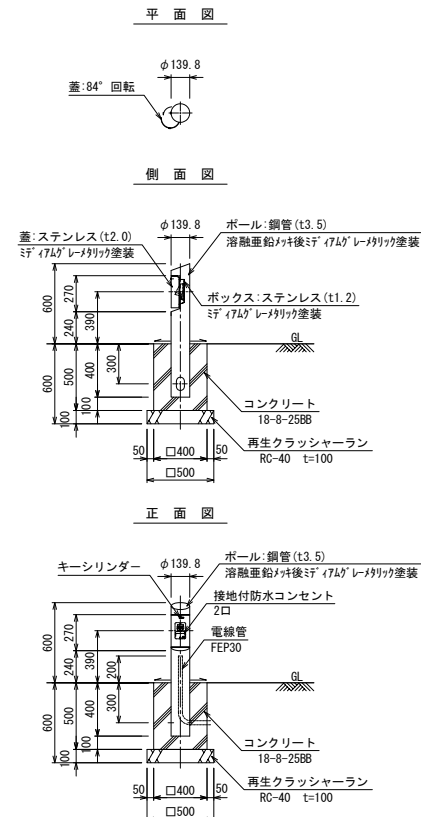 平 面 図
φ139.8
蓋:84° 回転
側 面 図
φ139.8
ポール:鋼管(t3.5)
溶融亜鉛メッキ後ミディアムグレーメタリック塗装
蓋:ステンレス(t2.0)
ミディアムグレーメタリック塗装
ボックス:ステンレス(t1.2)
ミディアムグレーメタリック塗装
600
270
240
390
GL
600
500
400
300
100
100
コンクリート
18-8-25BB
再生クラッシャーラン
RC-40 t=100
50
□400
50
□500
正 面 図
φ139.8
ポール:鋼管(t3.5)
溶融亜鉛メッキ後ミディアムグレーメタリック塗装
キーシリンダー
接地付防水コンセント
2口
電線管
FEP30
600
270
240
390
200
GL
600
500
400
300
100
100
コンクリート
18-8-25BB
再生クラッシャーラン
RC-40 t=100
50
□400
50
□500